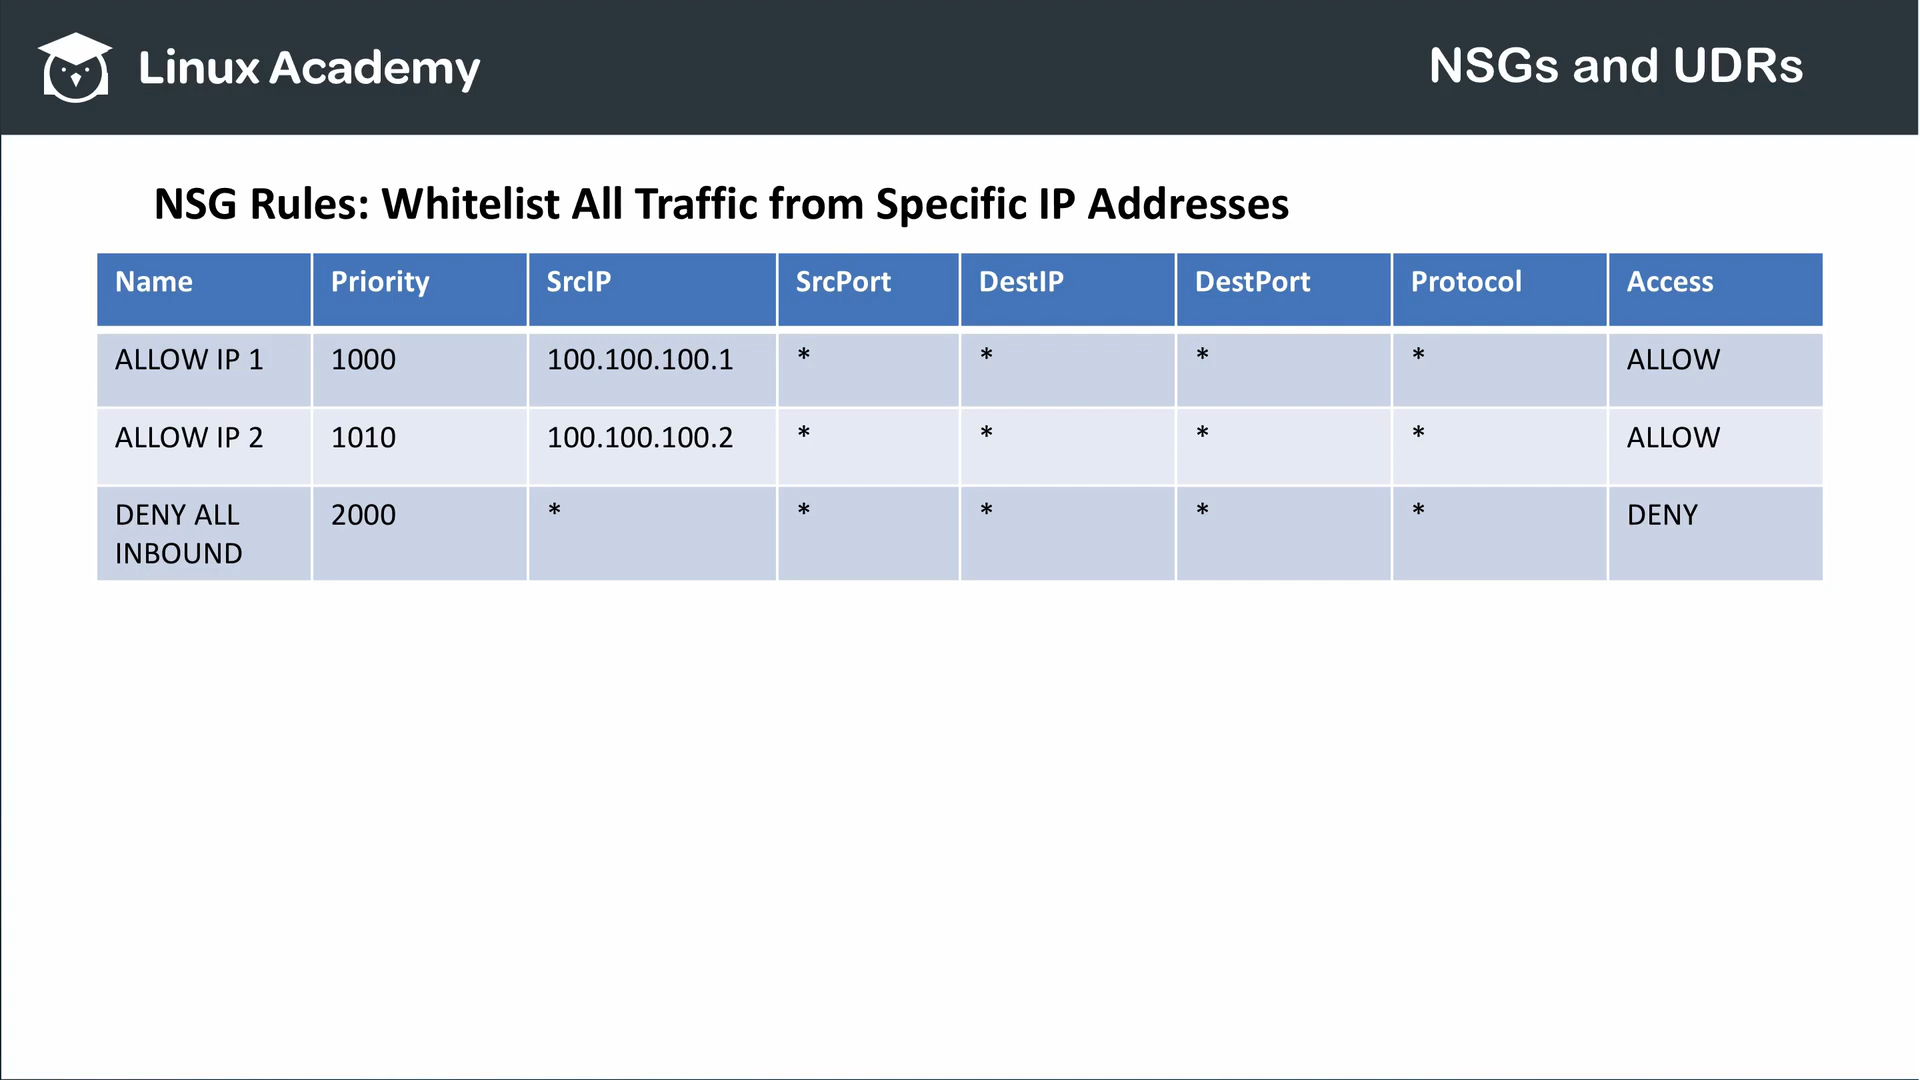 Linux Academy
NSGs and UDRs
NSG Rules: Whitelist All Traffic from Specific IP Addresses
Name Priority SrcIP SrcPort DestIP DestPort Protocol Access
ALLOW IP 1 1000 100.100.100.1 * * * * ALLOW
ALLOW IP 2 1010 100.100.100.2 * * * * ALLOW
DENY ALL 2000 * * * * * DENY
INBOUND